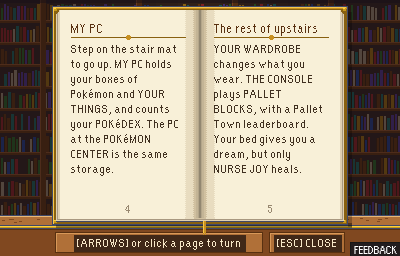 MY PC
Step on the stair mat
to go up. MY PC holds
your boxes of
Pokémon and YOUR
THINGS, and counts
your POKéDEX. The PC
at the POKéMON
CENTER is the same
storage.
4
The rest of upstairs
YOUR WARDROBE
changes what you
wear. THE CONSOLE
plays PALLET
BLOCKS, with a Pallet
Town leaderboard.
Your bed gives you a
dream, but only
NURSE JOY heals.
5
[ARROWS] or click a page to turn
[ESC] CLOSE
FEEDBACK